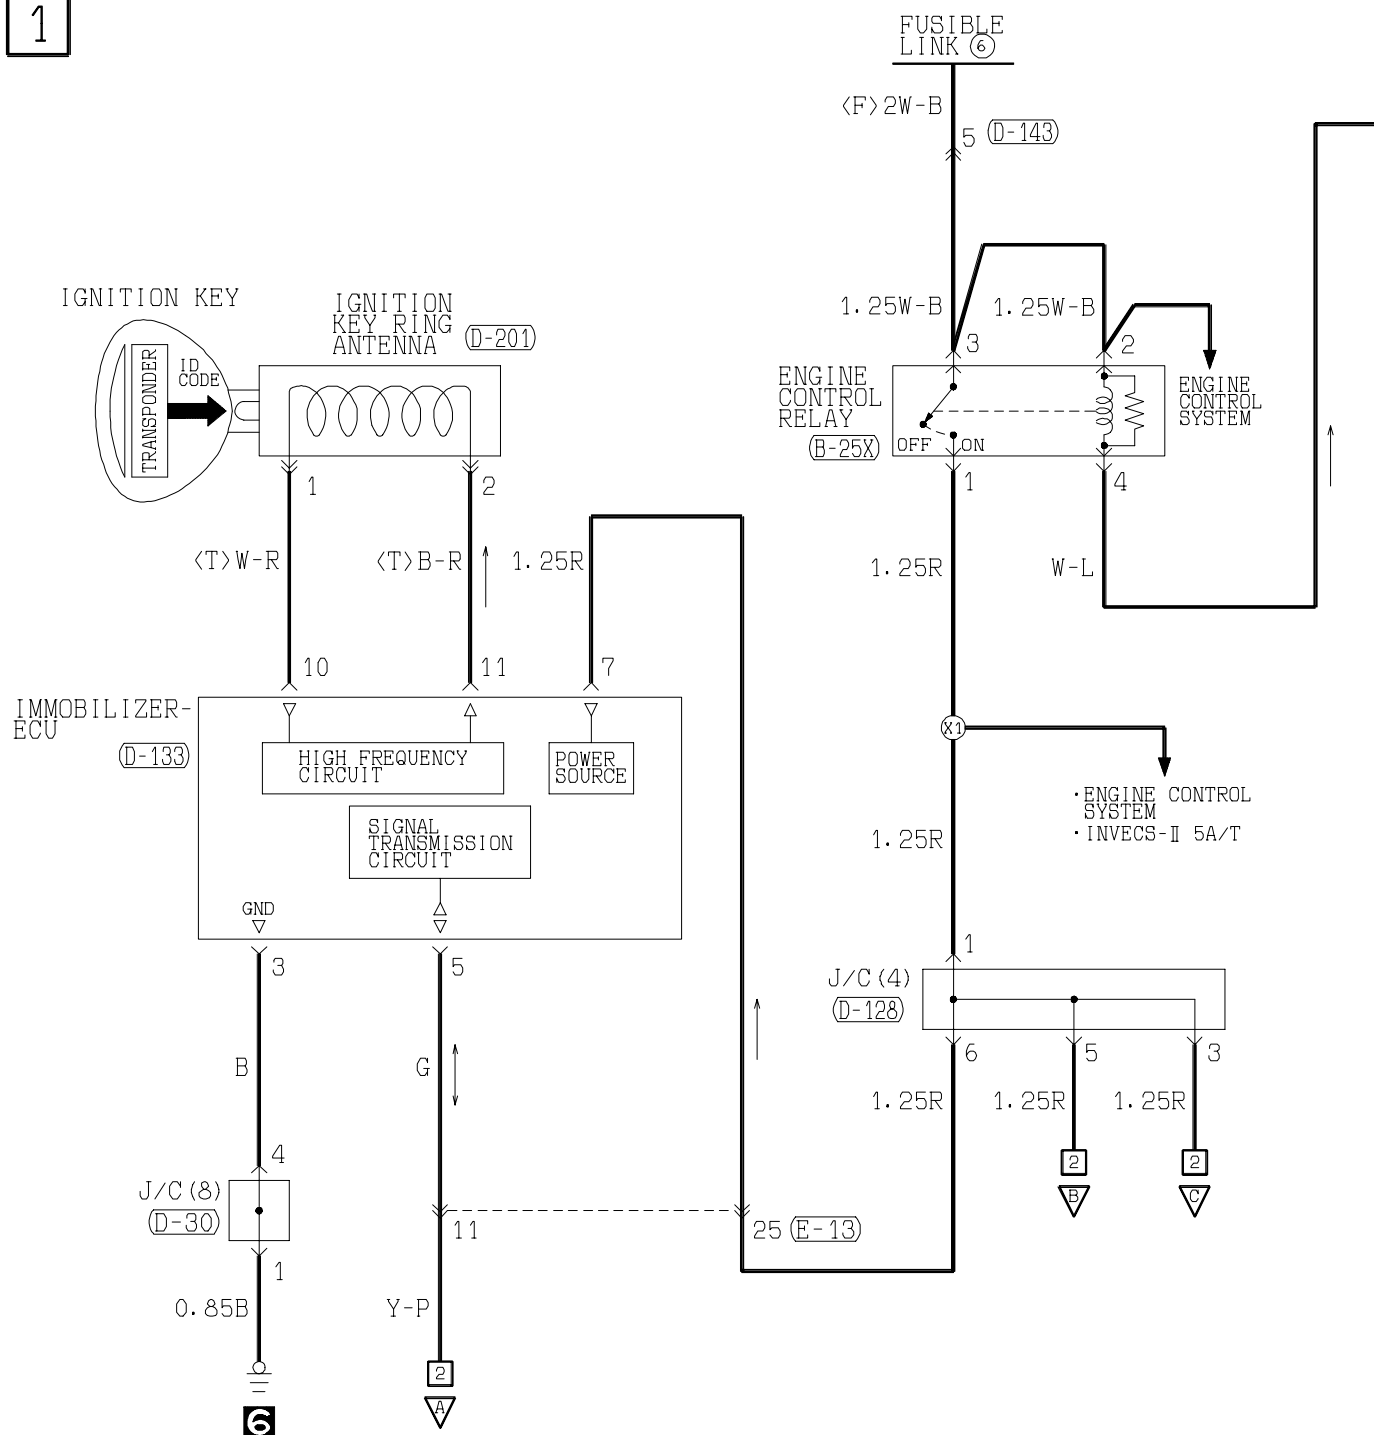 1
FUSIBLE
LINK 6
<F>2W-B
5 (D-143)
1.25W-B
1.25W-B
3
2
IGNITION KEY
IGNITION
KEY RING
ANTENNA
(D-201)
TRANSPONDER
ID
CODE
ENGINE
CONTROL
RELAY
(B-25X)
OFF
ON
ENGINE
CONTROL
SYSTEM
1
2
1
4
<T>W-R
<T>B-R
1.25R
1.25R
W-L
10
11
7
IMMOBILIZER-
ECU
(D-133)
HIGH FREQUENCY
CIRCUIT
POWER
SOURCE
SIGNAL
TRANSMISSION
CIRCUIT
GND
X1
·ENGINE CONTROL
SYSTEM
·INVECS-Ⅱ 5A/T
1.25R
3
5
1
J/C(4)
(D-128)
6
5
3
B
G
1.25R
1.25R
1.25R
4
2
2
B
C
J/C(8)
(D-30)
11
25 (E-13)
1
0.85B
Y-P
2
A
6